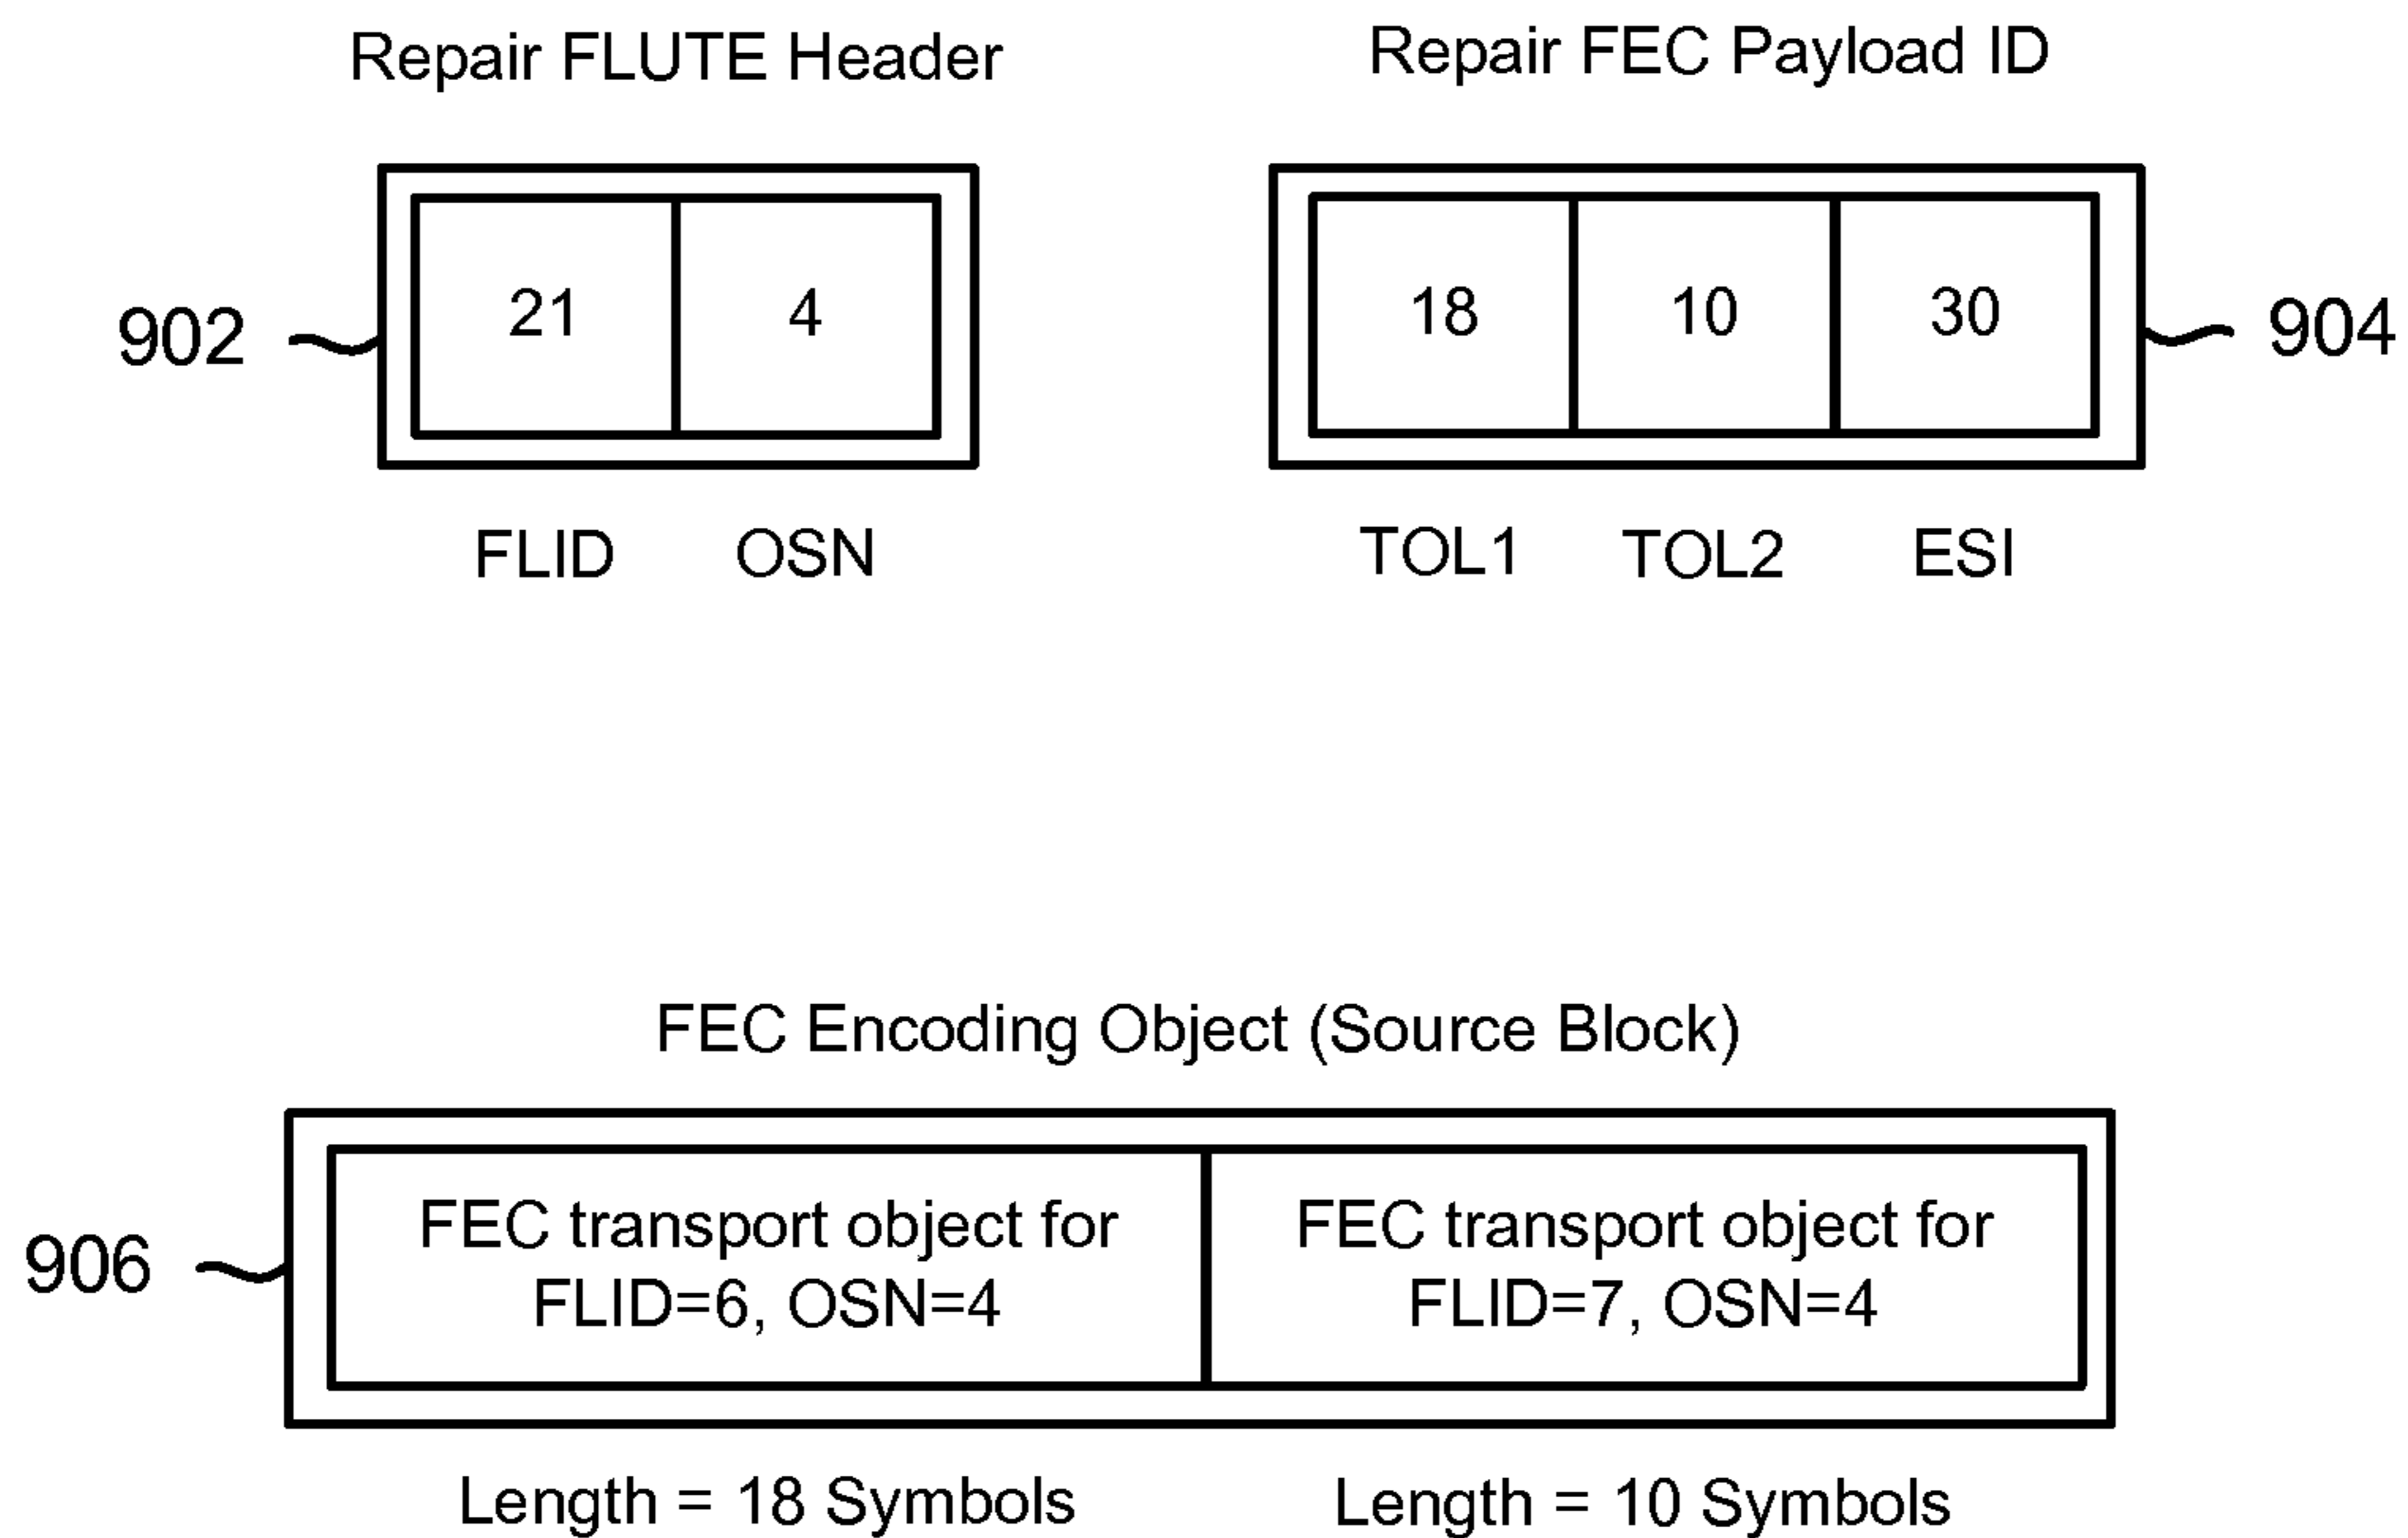 Repair FLUTE Header
Repair FEC Payload ID
902
21
4
18
10
30
904
FLID
OSN
TOL1
TOL2
ESI
FEC Encoding Object (Source Block)
906
FEC transport object for
FLID=6, OSN=4
FEC transport object for
FLID=7, OSN=4
Length = 18 Symbols
Length = 10 Symbols